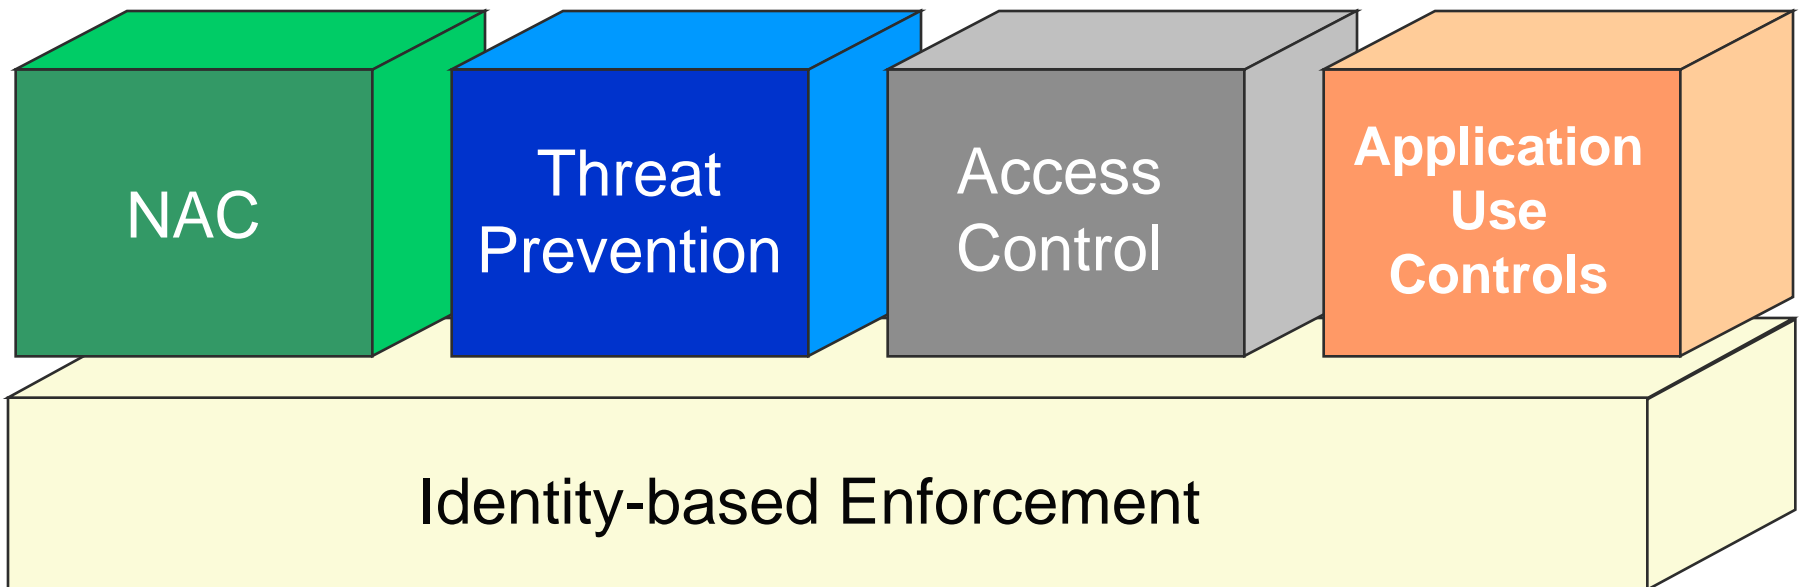 NAC
Threat
Prevention
Access
Control
Application
Use
Controls
Identity-based Enforcement